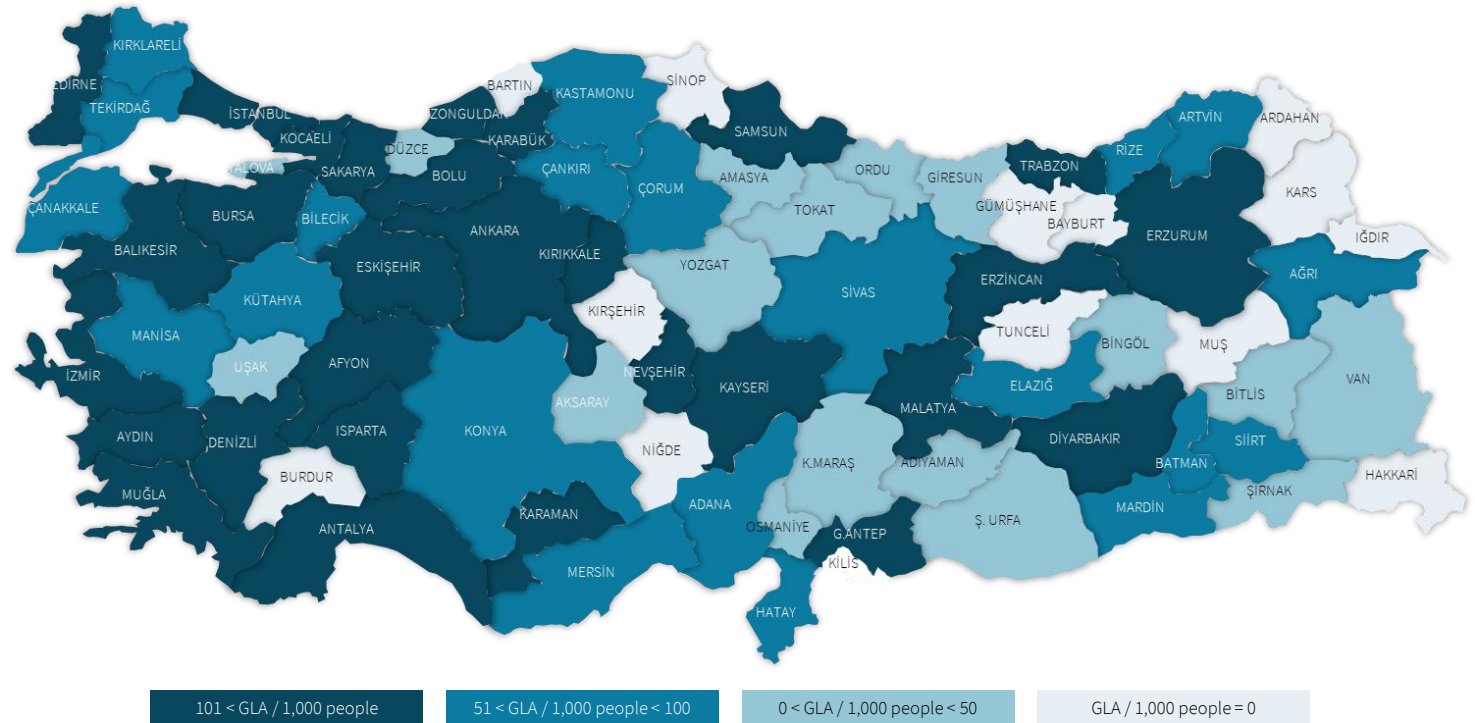 KIRKLARELİ
EDİRNE
TEKİRDAĞ
İSTANBUL
KOCAELİ
YALOVA
SAKARYA
DÜZCE
ZONGULDAK
BARTIN
KARABÜK
KASTAMONU
SİNOP
BOLU
ÇANKIRI
ÇORUM
SAMSUN
AMASYA
TOKAT
ORDU
GİRESUN
GÜMÜŞHANE
TRABZON
BAYBURT
RİZE
ARTVİN
ARDAHAN
KARS
IĞDIR
ÇANAKKALE
BALIKESİR
BURSA
BİLECİK
ESKİŞEHİR
ANKARA
KIRIKKALE
YOZGAT
SİVAS
ERZİNCAN
ERZURUM
AĞRI
KÜTAHYA
MANİSA
UŞAK
AFYON
KIRŞEHİR
NEVŞEHİR
KAYSERİ
TUNCELİ
BİNGÖL
MUŞ
İZMİR
AKSARAY
MALATYA
ELAZIĞ
BİTLİS
VAN
AYDIN
DENİZLİ
ISPARTA
KONYA
NİĞDE
K.MARAŞ
ADIYAMAN
DİYARBAKIR
BATMAN
SİİRT
BURDUR
MUĞLA
ANTALYA
KARAMAN
ADANA
OSMANİYE
G.ANTEP
Ş. URFA
MARDİN
ŞIRNAK
HAKKARİ
MERSİN
KİLİS
HATAY
101 < GLA / 1,000 people
51 < GLA / 1,000 people < 100
0 < GLA / 1,000 people < 50
GLA / 1,000 people = 0